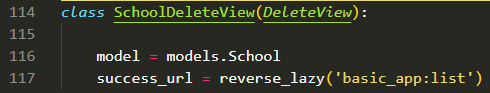 114 class SchoolDeleteView(DeleteView):
115
116     model = models.School
117     success_url = reverse_lazy('basic_app:list')